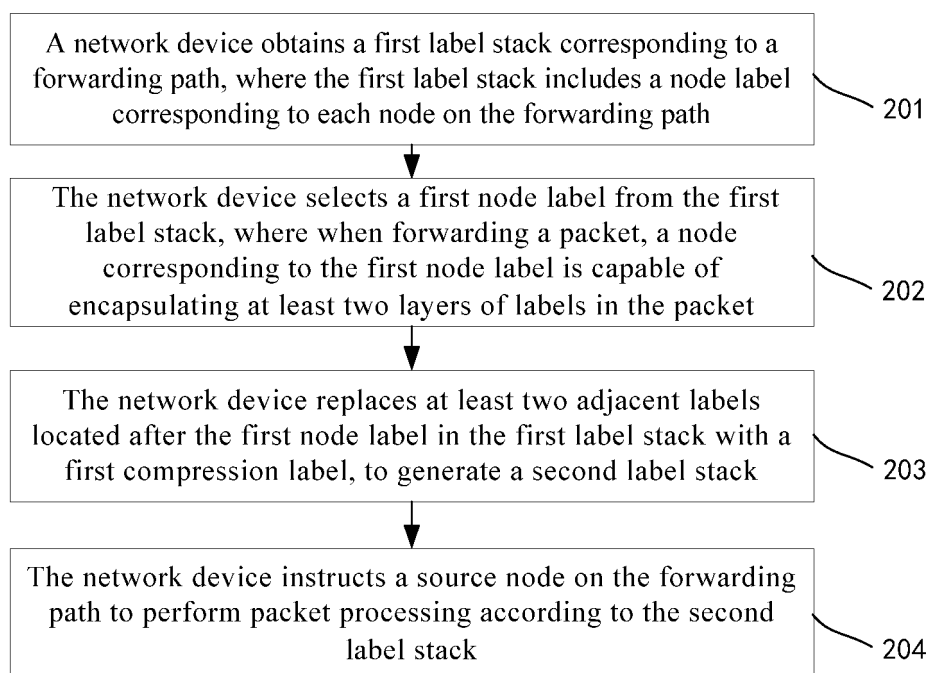 A network device obtains a first label stack corresponding to a
forwarding path, where the first label stack includes a node label
corresponding to each node on the forwarding path
201
The network device selects a first node label from the first
label stack, where when forwarding a packet, a node
corresponding to the first node label is capable of
encapsulating at least two layers of labels in the packet
202
The network device replaces at least two adjacent labels
located after the first node label in the first label stack with a
first compression label, to generate a second label stack
203
The network device instructs a source node on the forwarding
path to perform packet processing according to the second
label stack
204